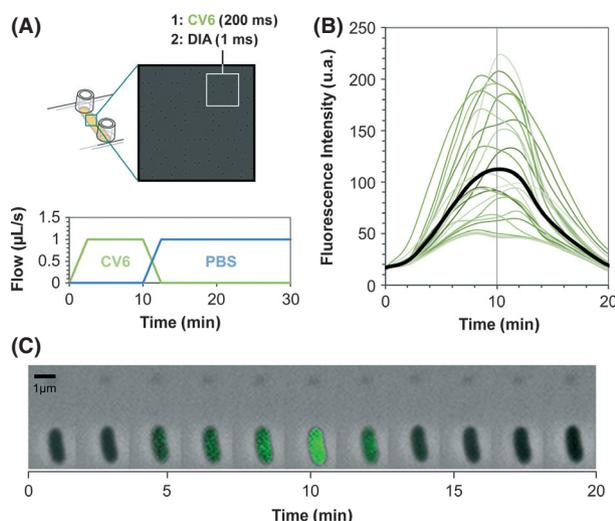 (A)
1: CV6 (200 ms)
2: DIA (1 ms)
Flow (µL/s)
1.5
1
0.5
0
CV6
PBS
0
10
20
30
Time (min)
(B)
Fluorescence Intensity (u.a.)
250
200
150
100
50
0
0
10
20
Time (min)
(C)
1µm
0
5
10
15
20
Time (min)